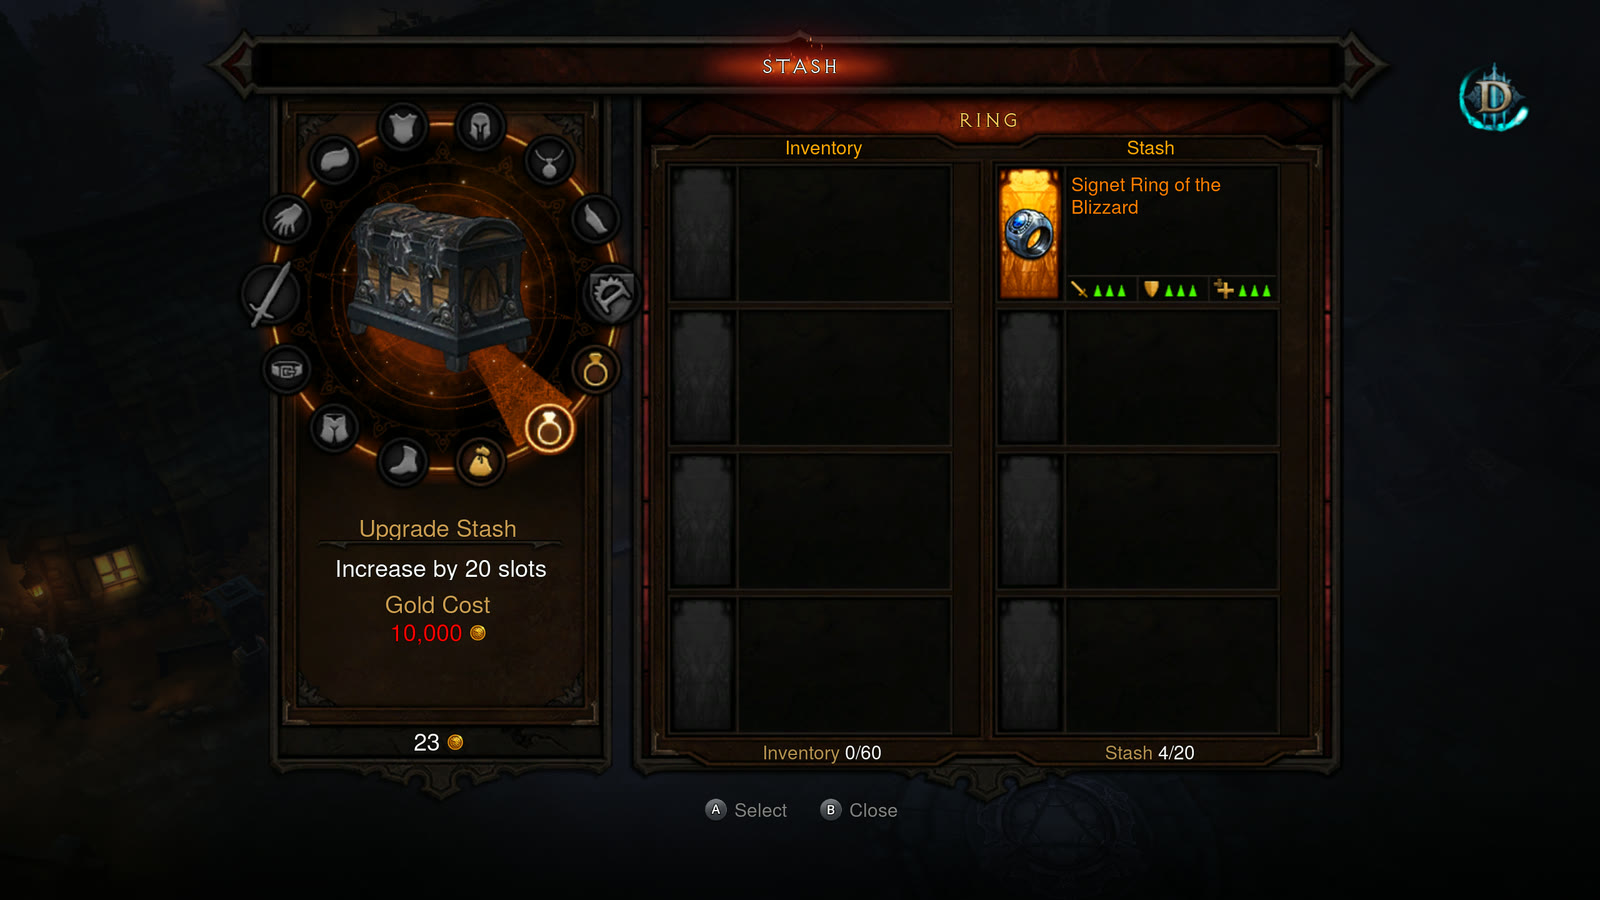 STASH
D
RING
Inventory
Stash
Signet Ring of the
Blizzard
Upgrade Stash
Increase by 20 slots
Gold Cost
10,000
23
Inventory 0/60
Stash 4/20
A Select
B Close